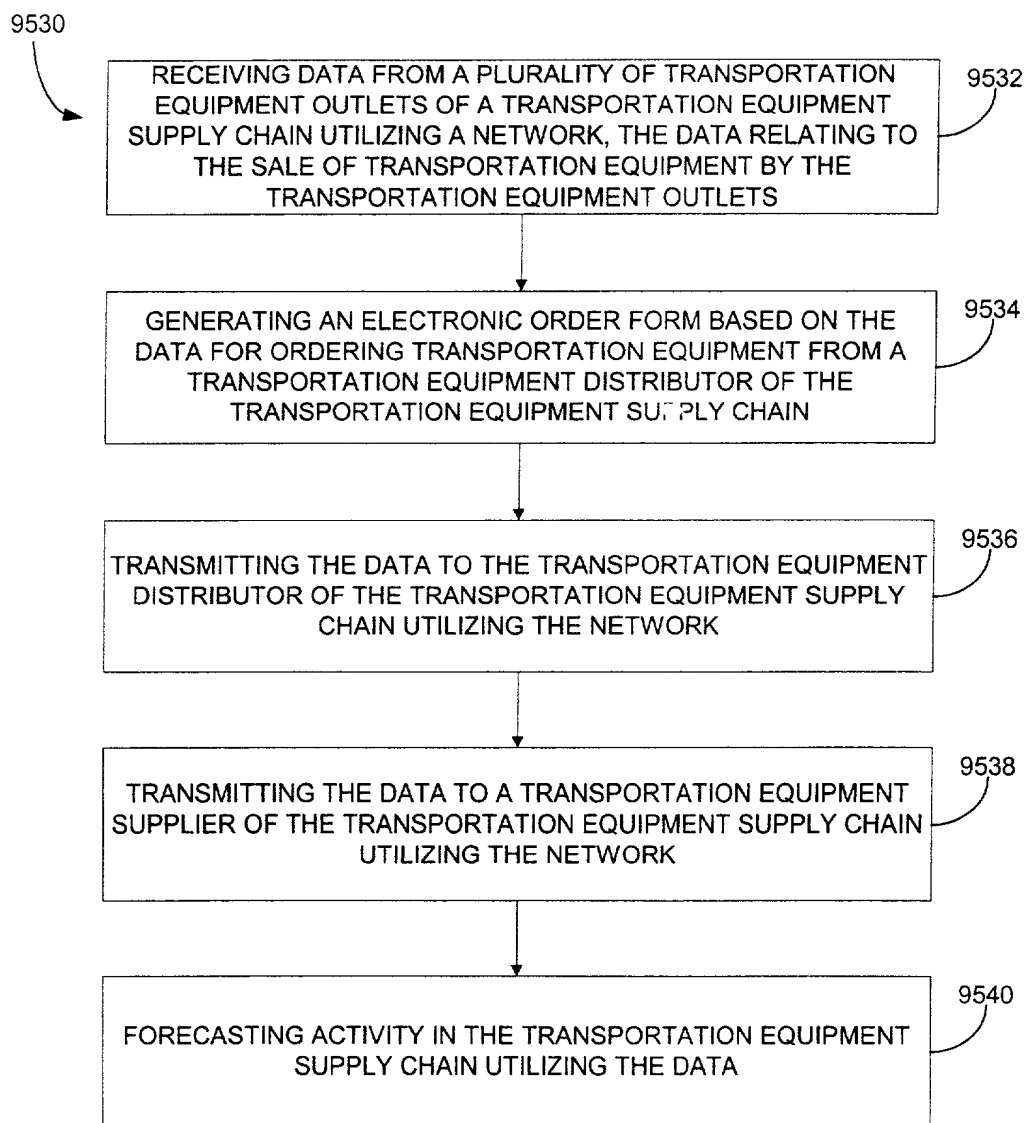 9530
RECEIVING DATA FROM A PLURALITY OF TRANSPORTATION
EQUIPMENT OUTLETS OF A TRANSPORTATION EQUIPMENT
SUPPLY CHAIN UTILIZING A NETWORK, THE DATA RELATING TO
THE SALE OF TRANSPORTATION EQUIPMENT BY THE
TRANSPORTATION EQUIPMENT OUTLETS
9532
GENERATING AN ELECTRONIC ORDER FORM BASED ON THE
DATA FOR ORDERING TRANSPORTATION EQUIPMENT FROM A
TRANSPORTATION EQUIPMENT DISTRIBUTOR OF THE
TRANSPORTATION EQUIPMENT SUPPLY CHAIN
9534
TRANSMITTING THE DATA TO THE TRANSPORTATION EQUIPMENT
DISTRIBUTOR OF THE TRANSPORTATION EQUIPMENT SUPPLY
CHAIN UTILIZING THE NETWORK
9536
TRANSMITTING THE DATA TO A TRANSPORTATION EQUIPMENT
SUPPLIER OF THE TRANSPORTATION EQUIPMENT SUPPLY CHAIN
UTILIZING THE NETWORK
9538
FORECASTING ACTIVITY IN THE TRANSPORTATION EQUIPMENT
SUPPLY CHAIN UTILIZING THE DATA
9540